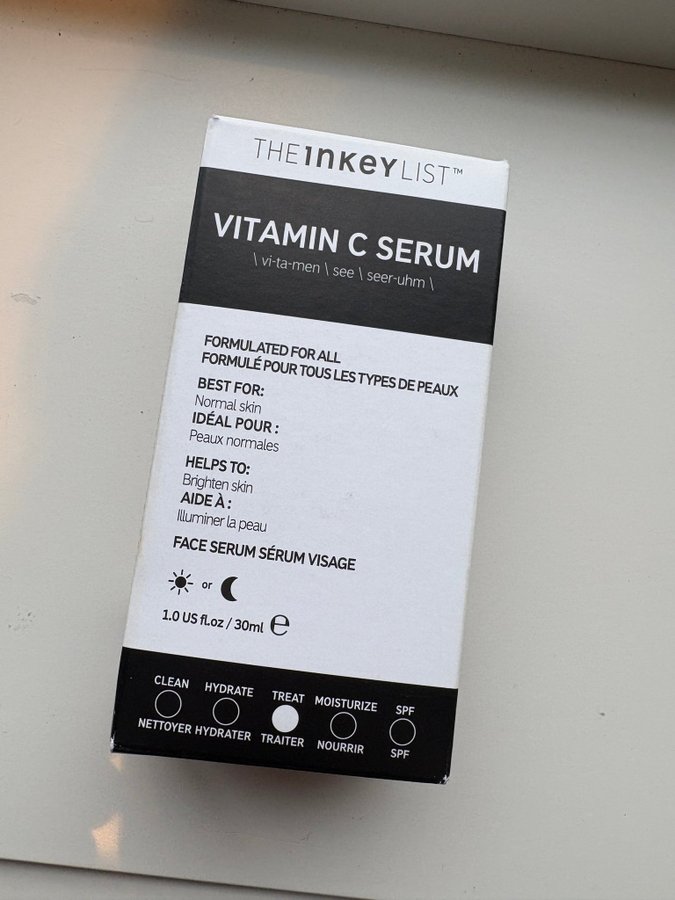 THE INKEY LIST™
VITAMIN C SERUM
\ vi-ta-men \ see \ seer-uhm \
FORMULATED FOR ALL
FORMULÉ POUR TOUS LES TYPES DE PEAUX
BEST FOR:
Normal skin
IDÉAL POUR :
Peaux normales
HELPS TO:
Brighten skin
AIDE À :
Illuminer la peau
FACE SERUM SÉRUM VISAGE
or
1.0 US fl.oz / 30ml ℮
CLEAN HYDRATE TREAT MOISTURIZE SPF
NETTOYER HYDRATER TRAITER NOURRIR SPF